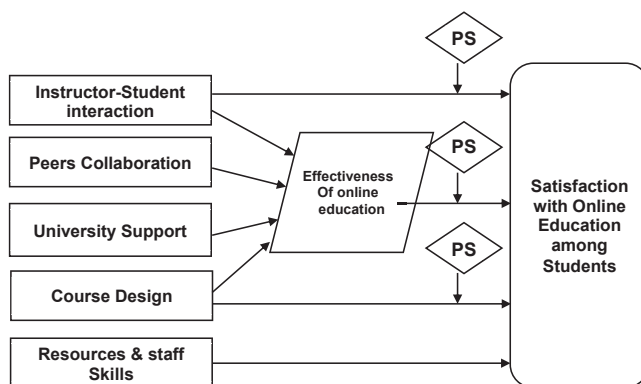 PS
Instructor-Student
interaction
Peers Collaboration
University Support
Course Design
Resources & staff
Skills
Effectiveness
Of online
education
PS
PS
Satisfaction
with Online
Education
among
Students